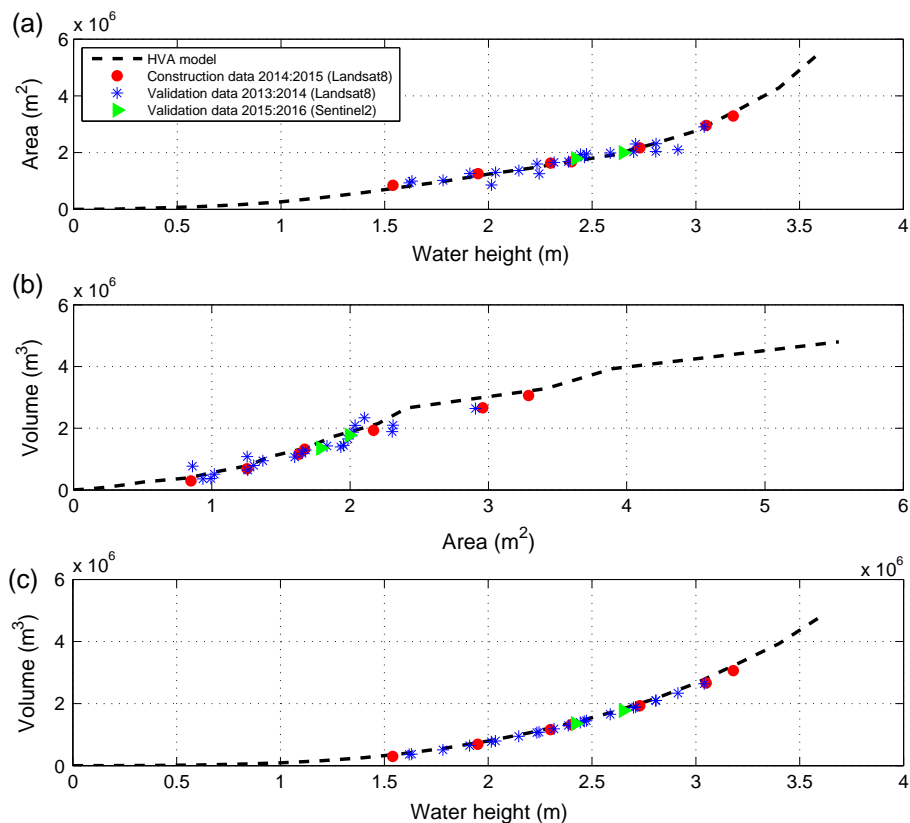 (a)
x 10^6
6
4
2
0
Area (m^2)
HVA model
Construction data 2014:2015 (Landsat8)
Validation data 2013:2014 (Landsat8)
Validation data 2015:2016 (Sentinel2)
0 0.5 1 1.5 2 2.5 3 3.5 4
Water height (m)
(b)
x 10^6
6
4
2
0
Volume (m^3)
0 1 2 3 4 5 6
Area (m^2)
x 10^6
(c)
x 10^6
6
4
2
0
Volume (m^3)
0 0.5 1 1.5 2 2.5 3 3.5 4
Water height (m)